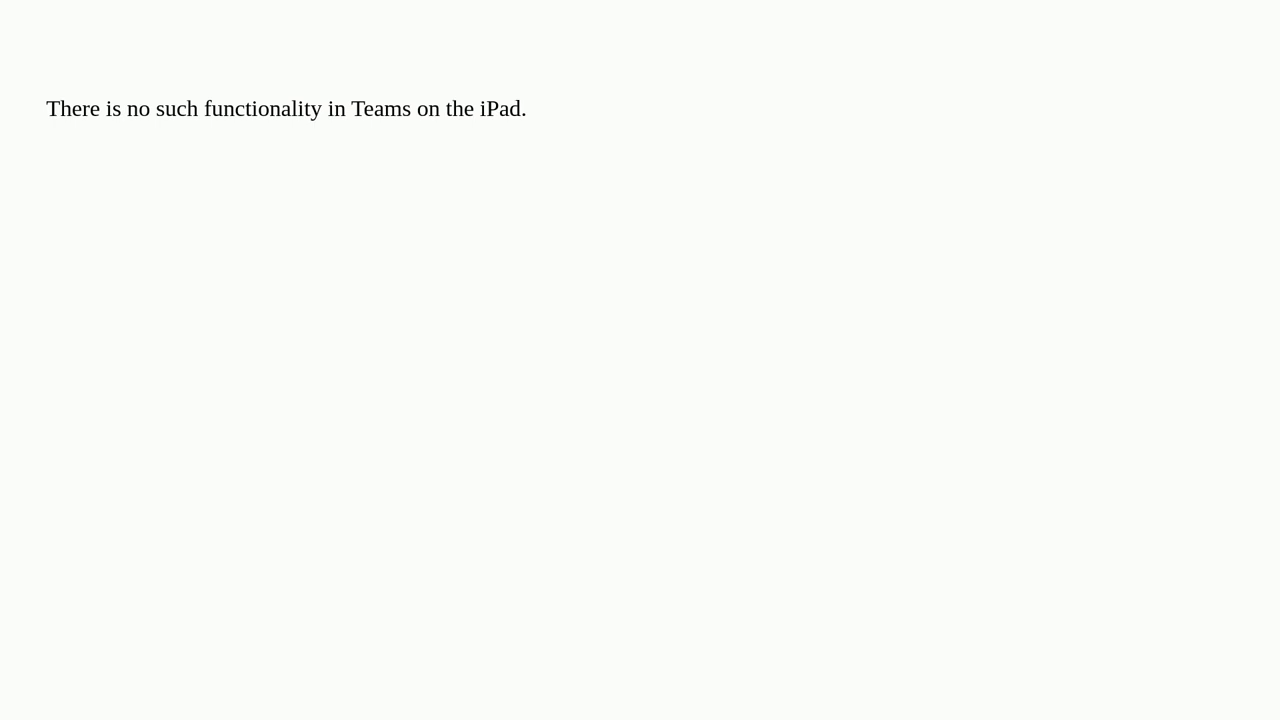 There is no such functionality in Teams on the iPad.